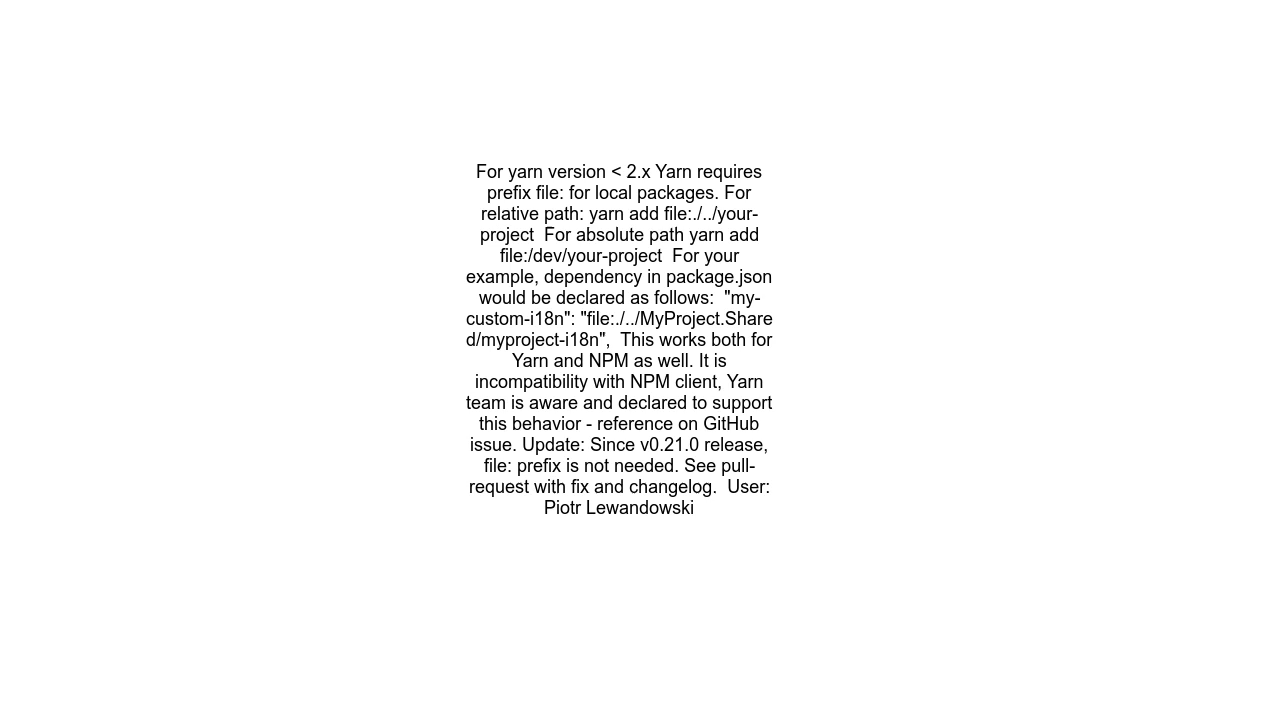 For yarn version < 2.x Yarn requires
prefix file: for local packages. For
relative path: yarn add file:./../your-
project  For absolute path yarn add
file:/dev/your-project  For your
example, dependency in package.json
would be declared as follows:  "my-
custom-i18n": "file:./../MyProject.Share
d/myproject-i18n",  This works both for
Yarn and NPM as well. It is
incompatibility with NPM client, Yarn
team is aware and declared to support
this behavior - reference on GitHub
issue. Update: Since v0.21.0 release,
file: prefix is not needed. See pull-
request with fix and changelog.  User:
Piotr Lewandowski